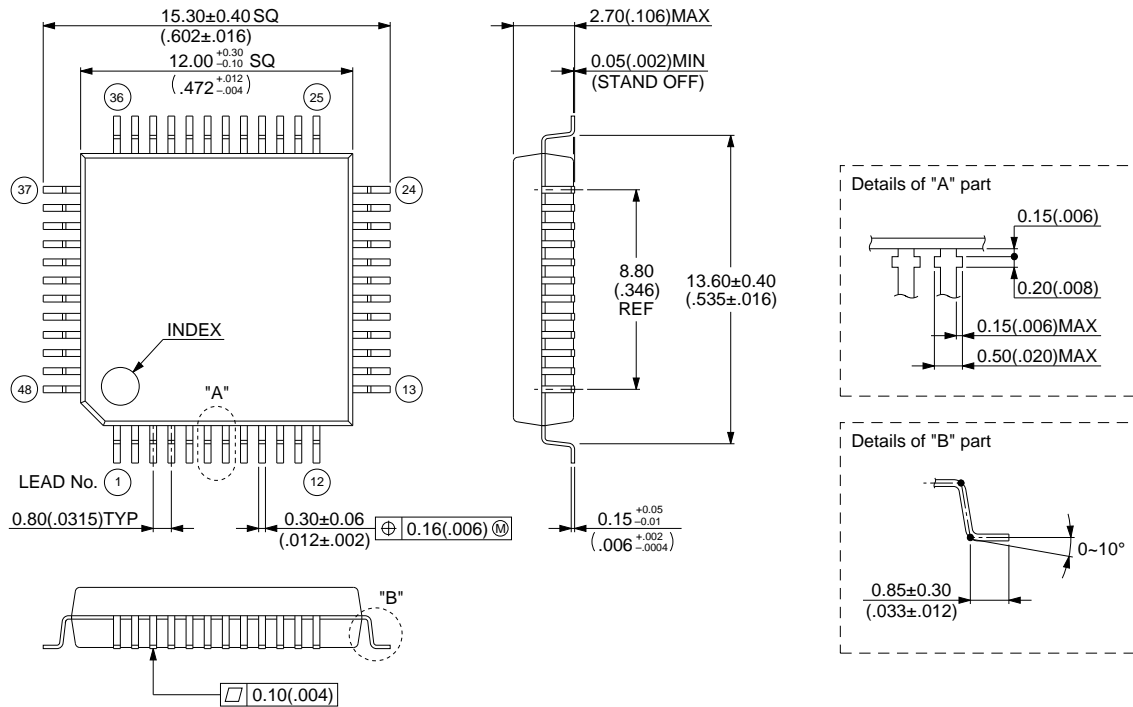 15.30±0.40 SQ
(.602±.016)
12.00 +0.30 −0.10 SQ
(.472 +.012 −.004)
2.70(.106)MAX
0.05(.002)MIN
(STAND OFF)
36
25
37
24
48
13
INDEX
"A"
LEAD No.
1
12
0.80(.0315)TYP
0.30±0.06
(.012±.002)
⌖ 0.16(.006) Ⓜ
8.80
(.346)
REF
13.60±0.40
(.535±.016)
0.15 +0.05 −0.01
(.006 +.002 −.0004)
Details of "A" part
0.15(.006)
0.20(.008)
0.15(.006)MAX
0.50(.020)MAX
Details of "B" part
0~10°
0.85±0.30
(.033±.012)
"B"
⏥ 0.10(.004)